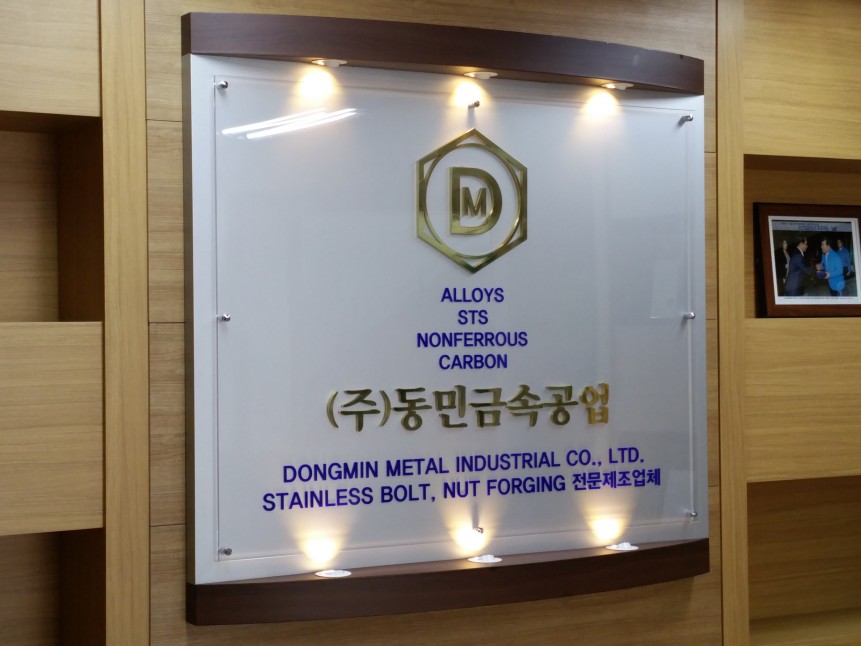 DM
ALLOYS
STS
NONFERROUS
CARBON
(주)동민금속공업
DONGMIN METAL INDUSTRIAL CO., LTD.
STAINLESS BOLT, NUT FORGING 전문제조업체